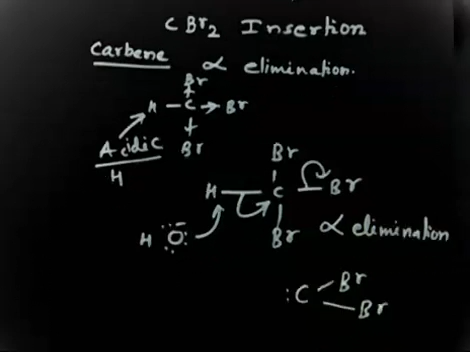 CBr2 Insertion
Carbene α elimination.
Br
H – C → Br
Br
Acidic
H
Br
H – C – Br
Br
α elimination
H :Ö:⁻
:C
Br
Br